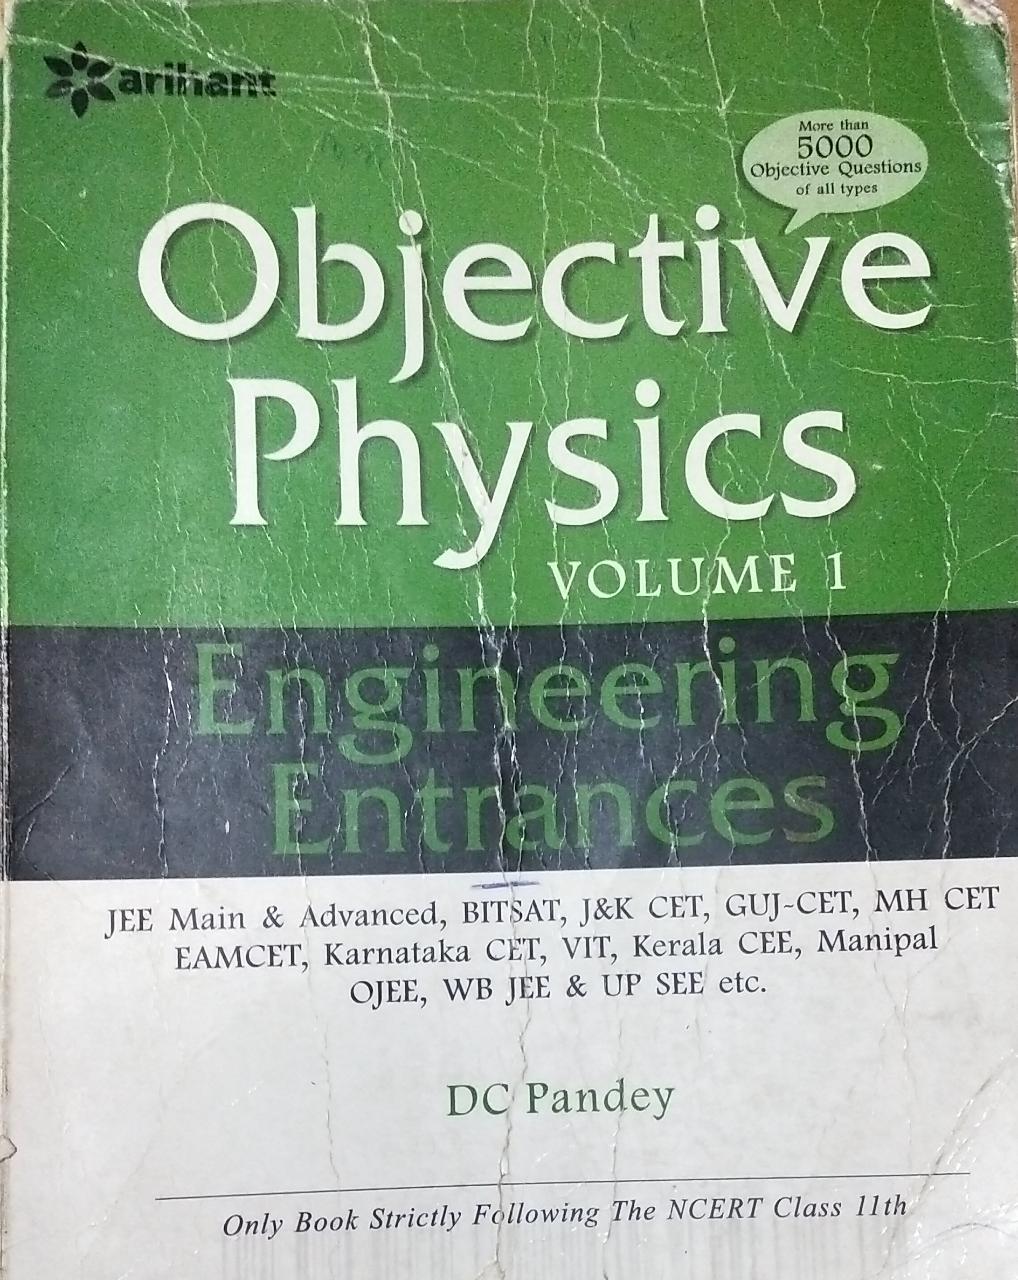 arihant
More than
5000
Objective Questions
of all types
Objective
Physics
VOLUME 1
Engineering
Entrances
JEE Main & Advanced, BITSAT, J&K CET, GUJ-CET, MH CET
EAMCET, Karnataka CET, VIT, Kerala CEE, Manipal
OJEE, WB JEE & UP SEE etc.
DC Pandey
Only Book Strictly Following The NCERT Class 11th